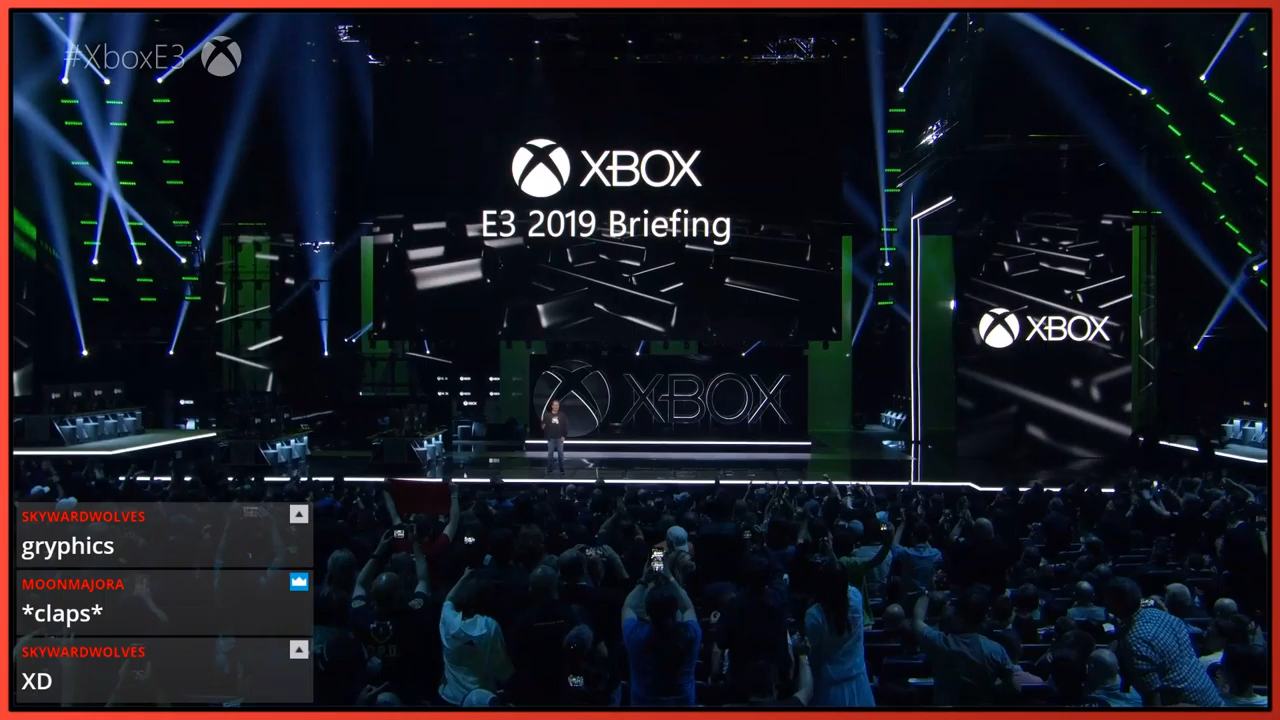 #XboxE3
XBOX
E3 2019 Briefing
XBOX
XBOX
SKYWARDWOLVES
gryphics
MOONMAJORA
*claps*
SKYWARDWOLVES
XD